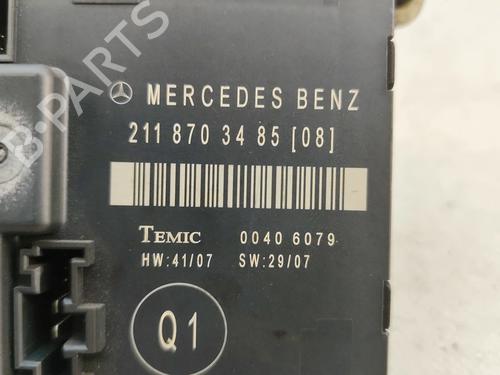 B-PARTS
MERCEDES BENZ
211 870 34 85 [08]
TEMIC 0040 6079
HW:41/07 SW:29/07
Q1